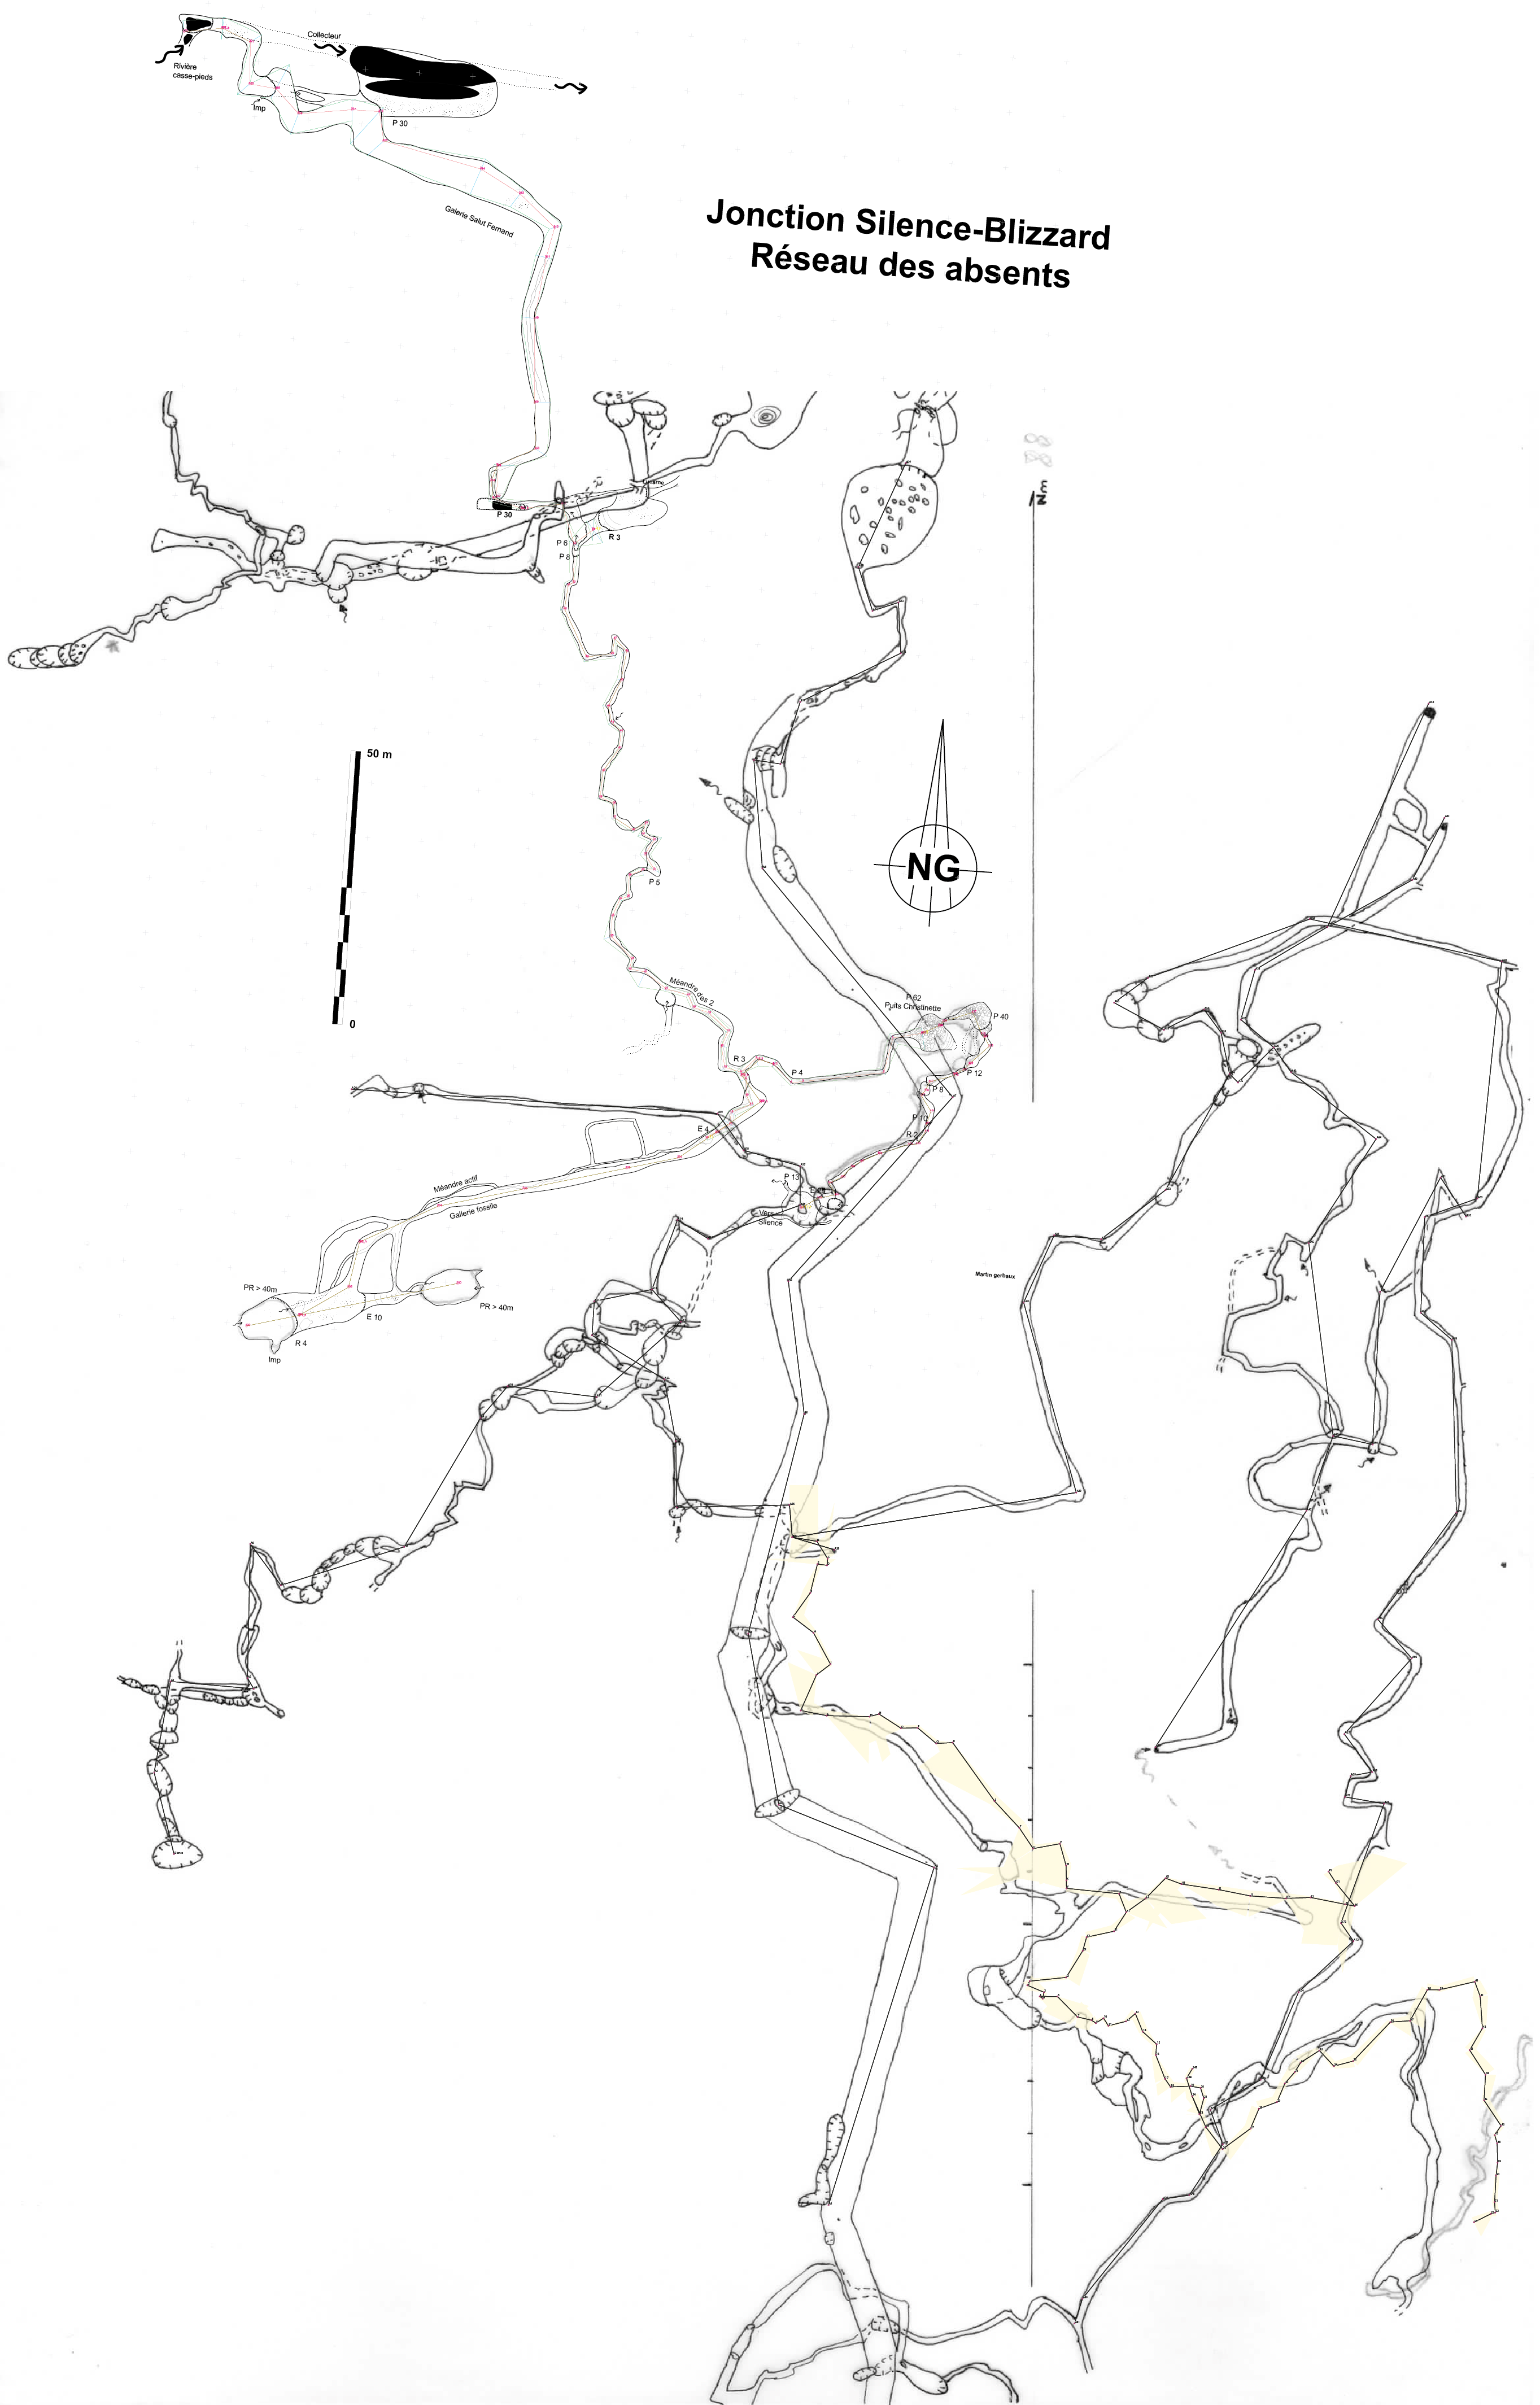 Collecteur
Rivière
casse-pieds
Imp
P 30
Galerie Salut Fernand
Jonction Silence-Blizzard
Réseau des absents
88
Nm
P 30
P 6
R 3
P 8
50 m
0
NG
P 5
Méandre des 2
P 62
Puits Christinette
P 40
R 3
P 4
P 12
P 8
P 10
R 2
E 4
P 13
Vers
Silence
Méandre actif
Gallerie fossile
Martin gerbaux
PR > 40m
PR > 40m
E 10
R 4
Imp